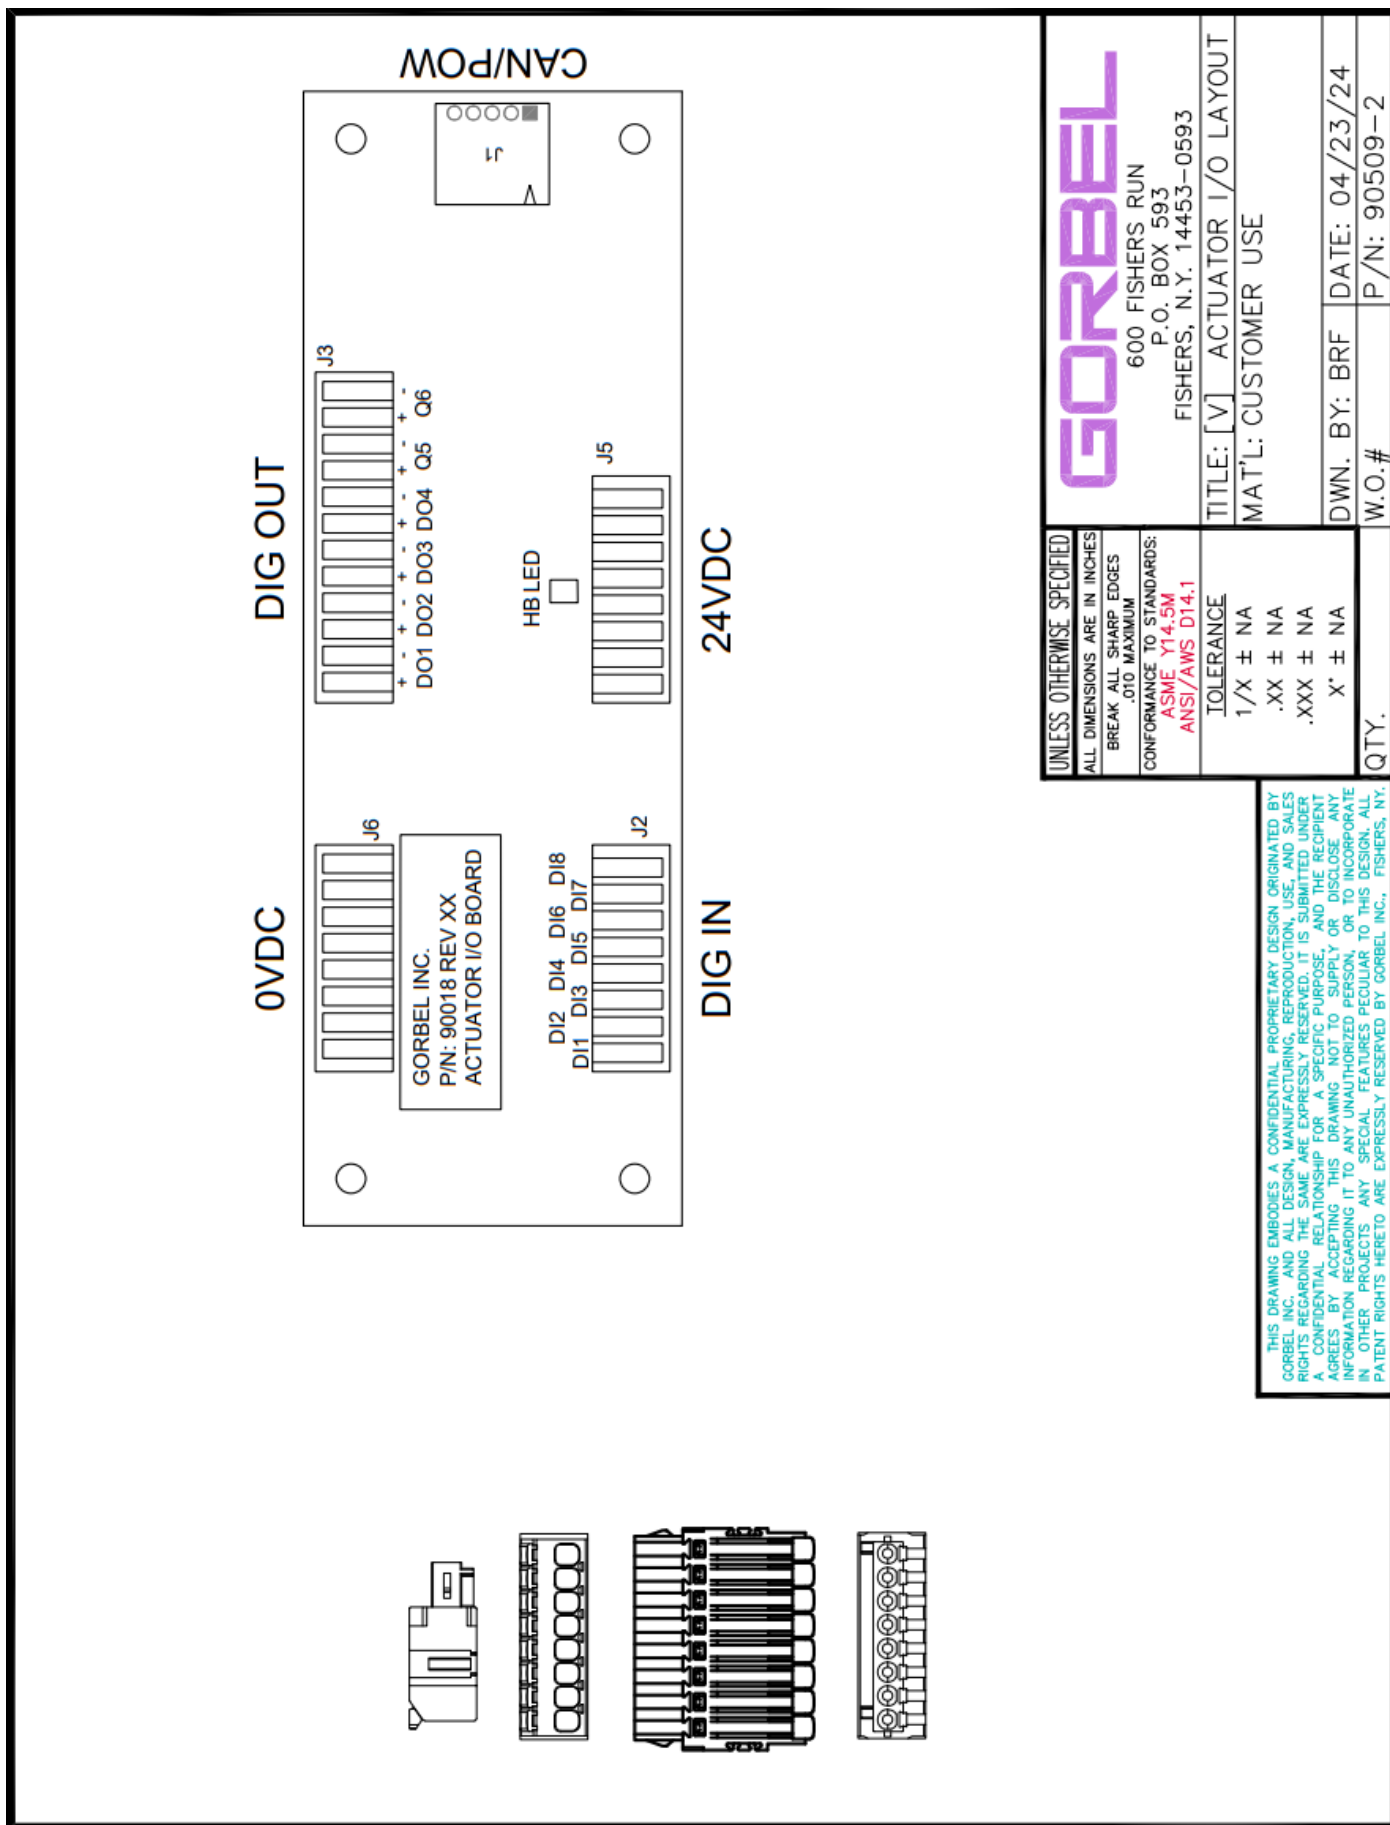 CAN/POW
J1
DIG OUT
J3
+ - + - + - + - + - + -
DO1 DO2 DO3 DO4 Q5 Q6
HB LED
J5
24VDC
0VDC
J6
GORBEL INC.
P/N: 90018 REV XX
ACTUATOR I/O BOARD
DI2 DI4 DI6 DI8
DI1 DI3 DI5 DI7
J2
DIG IN
GORBEL
600 FISHERS RUN
P.O. BOX 593
FISHERS, N.Y. 14453-0593
TITLE: [V] ACTUATOR I/O LAYOUT
MAT'L: CUSTOMER USE
DWN. BY: BRF
DATE: 04/23/24
W.O.#
P/N: 90509-2
UNLESS OTHERWISE SPECIFIED
ALL DIMENSIONS ARE IN INCHES
BREAK ALL SHARP EDGES
.010 MAXIMUM
CONFORMANCE TO STANDARDS:
ASME Y14.5M
ANSI/AWS D14.1
TOLERANCE
1/X ± NA
.XX ± NA
.XXX ± NA
X° ± NA
QTY.
THIS DRAWING EMBODIES A CONFIDENTIAL PROPRIETARY DESIGN ORIGINATED BY
GORBEL INC. AND ALL DESIGN, MANUFACTURING, REPRODUCTION, USE, AND SALES
RIGHTS REGARDING THE SAME ARE EXPRESSLY RESERVED. IT IS SUBMITTED UNDER
A CONFIDENTIAL RELATIONSHIP FOR A SPECIFIC PURPOSE, AND THE RECIPIENT
AGREES BY ACCEPTING THIS DRAWING NOT TO SUPPLY OR DISCLOSE ANY
INFORMATION REGARDING IT TO ANY UNAUTHORIZED PERSON, OR TO INCORPORATE
IN OTHER PROJECTS ANY SPECIAL FEATURES PECULIAR TO THIS DESIGN. ALL
PATENT RIGHTS HERETO ARE EXPRESSLY RESERVED BY GORBEL INC., FISHERS, NY.